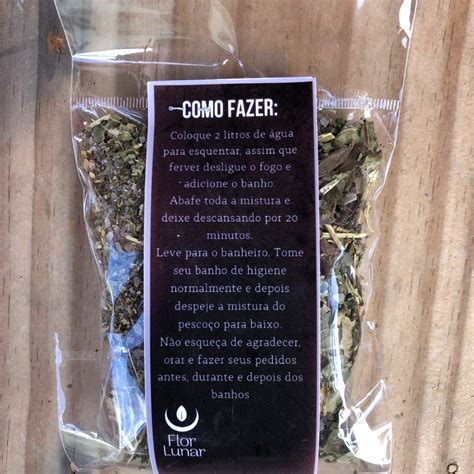 COMO FAZER:
Coloque 2 litros de água
para esquentar, assim que
ferver desligue o fogo e
adicione o banho.
Abafe toda a mistura e
deixe descansando por 20
minutos.
Leve para o banheiro. Tome
seu banho de higiene
normalmente e depois
despeje a mistura do
pescoço para baixo.
Não esqueça de agradecer,
orar e fazer seus pedidos
antes, durante e depois dos
banhos
Flor
Lunar